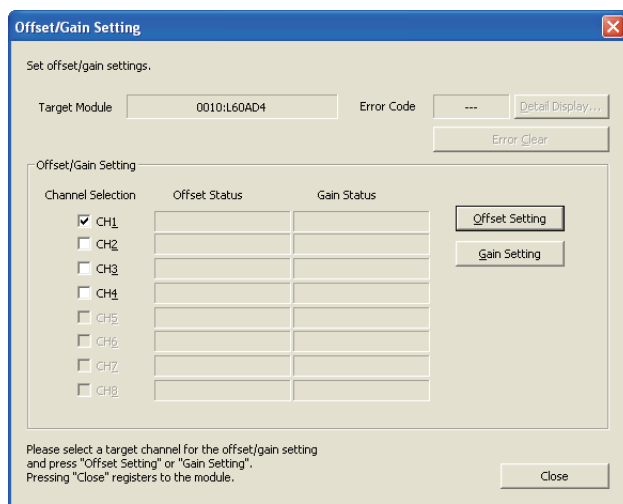 Offset/Gain Setting
Set offset/gain settings.
Target Module 0010:L60AD4 Error Code --- Detail Display...
Error Clear
Offset/Gain Setting
Channel Selection Offset Status Gain Status
CH1 Offset Setting
CH2
CH3 Gain Setting
CH4
CH5
CH6
CH7
CH8
Please select a target channel for the offset/gain setting
and press "Offset Setting" or "Gain Setting".
Pressing "Close" registers to the module.
Close